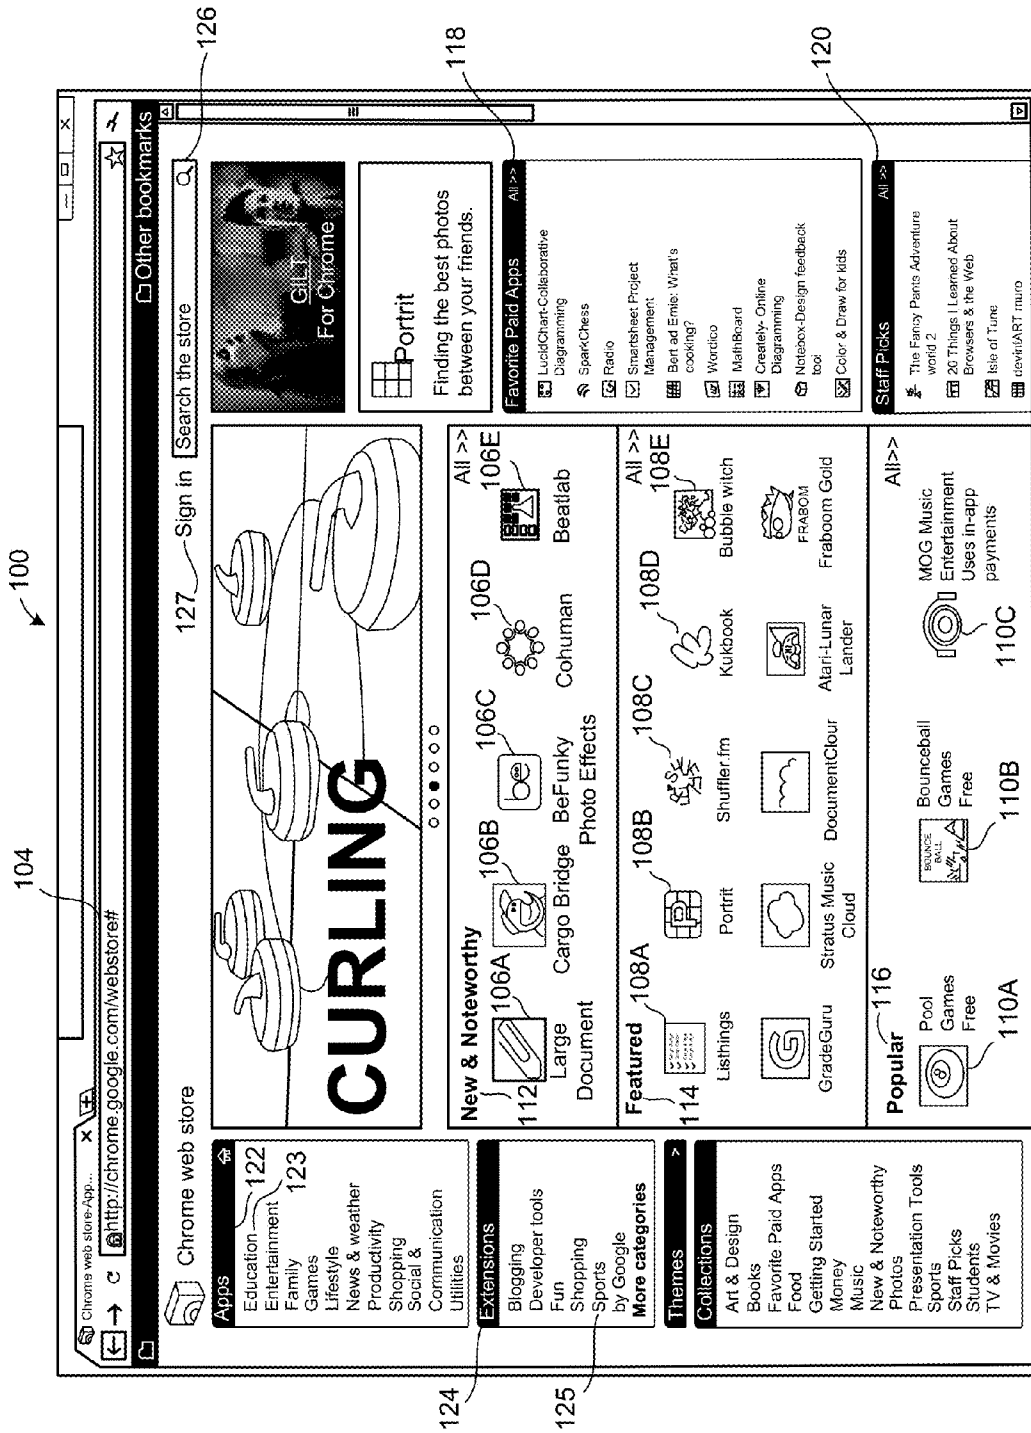 100
104
Chrome web store-App...
http://chrome.google.com/webstore#
Other bookmarks
Chrome web store
127
Sign in
Search the store
126
Apps
122
Education
123
Entertainment
Family
Games
Lifestyle
News & weather
Productivity
Shopping
Social &
Communication
Utilities
124
Extensions
Blogging
Developer tools
Fun
Shopping
Sports
125
by Google
More categories
Themes
Collections
Art & Design
Books
Favorite Paid Apps
Food
Getting Started
Money
Music
New & Noteworthy
Photos
Presentation Tools
Sports
Staff Picks
Students
TV & Movies
CURLING
New & Noteworthy
All >>
112
106A
106B
106C
106D
106E
be
Large
Document
Cargo Bridge
BeFunky
Photo Effects
Cohuman
Beatlab
Featured
All >>
114
108A
108B
108C
108D
108E
P
Listhings
Portrit
Shuffler.fm
Kukbook
Bubble witch
G
FRABOM
GradeGuru
Stratus Music
Cloud
DocumentClour
Atari-Lunar
Lander
Fraboom Gold
Popular
116
All>>
8
Pool
Games
Free
110A
BOUNCE
BALL
Bounceball
Games
Free
110B
MOG Music
Entertainment
Uses in-app
payments
110C
GILT
For Chrome
Portrit
Finding the best photos
between your friends.
Favorite Paid Apps
All >>
118
LucidChart-Collaborative
Diagramming
SparkChess
Radio
Smartsheet Project
Management
Bert ad Ernie: What's
cooking?
Wordico
MathBoard
Creately- Online
Diagramming
Notebox-Design feedback
tool
Color & Draw for kids
Staff Picks
All >>
120
The Fancy Pants Adventure
world 2
20 Things I Learned About
Browsers & the Web
Isle of Tune
devintART muro